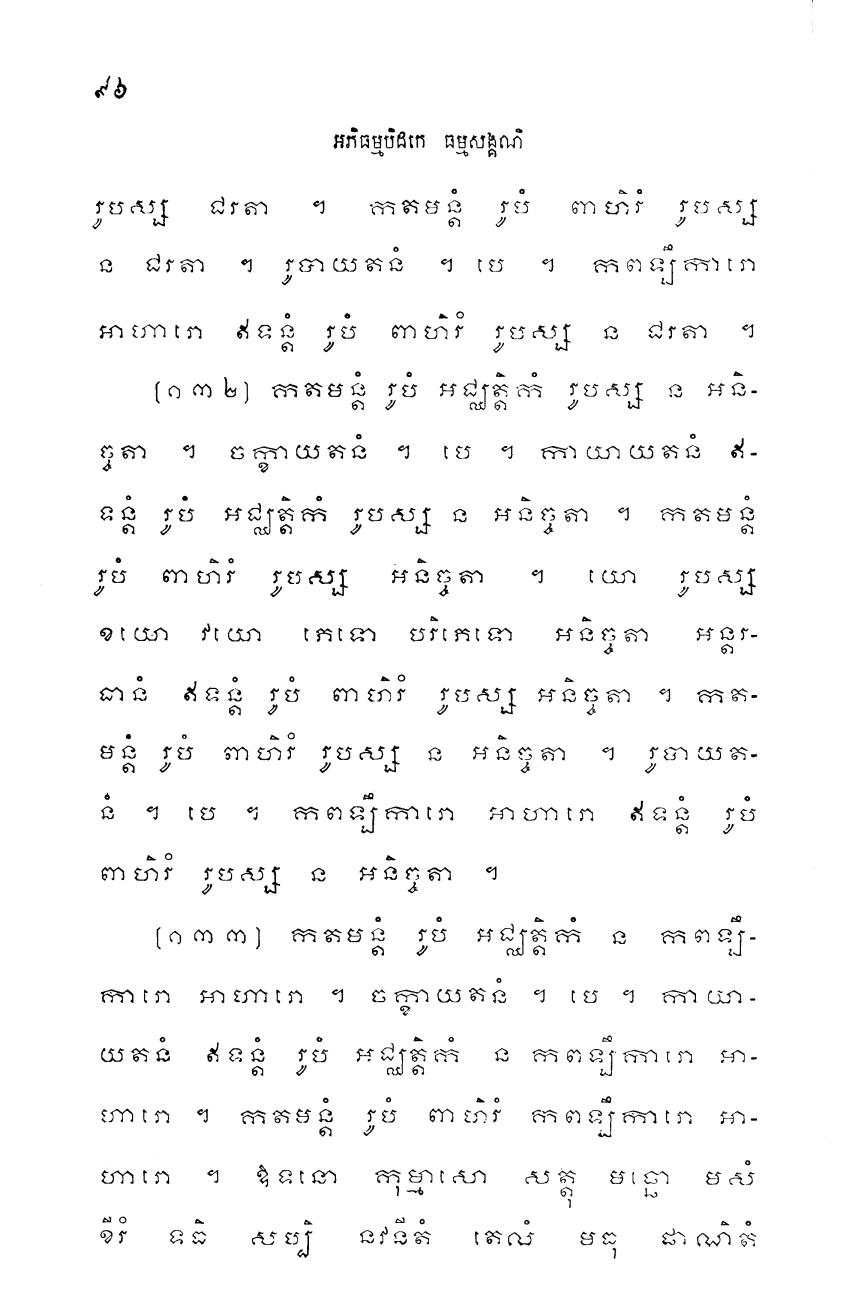 ៩៦
អភិធម្មបិដកេ ធម្មសង្គណី
រូបស្ស ជរតា ។ កតមន្តំ រូបំ ពាហិរំ រូបស្ស
ន ជរតា ។ រូបាយតនំ ។ បេ ។ កពឡីការោ
អាហារោ ឥទន្តំ រូបំ ពាហិរំ រូបស្ស ន ជរតា ។
[១៣២] កតមន្តំ រូបំ អជ្ឈត្តិកំ រូបស្ស ន អនិ-
ច្ចតា ។ ចក្ខាយតនំ ។ បេ ។ កាយាយតនំ ឥ-
ទន្តំ រូបំ អជ្ឈត្តិកំ រូបស្ស ន អនិច្ចតា ។ កតមន្តំ
រូបំ ពាហិរំ រូបស្ស អនិច្ចតា ។ យោ រូបស្ស
ខយោ វយោ ភេទោ បរិភេទោ អនិច្ចតា អន្តរ-
ធានំ ឥទន្តំ រូបំ ពាហិរំ រូបស្ស អនិច្ចតា ។ កត-
មន្តំ រូបំ ពាហិរំ រូបស្ស ន អនិច្ចតា ។ រូបាយត-
នំ ។ បេ ។ កពឡីការោ អាហារោ ឥទន្តំ រូបំ
ពាហិរំ រូបស្ស ន អនិច្ចតា ។
[១៣៣] កតមន្តំ រូបំ អជ្ឈត្តិកំ ន កពឡី-
ការោ អាហារោ ។ ចក្ខាយតនំ ។ បេ ។ កាយា-
យតនំ ឥទន្តំ រូបំ អជ្ឈត្តិកំ ន កពឡីការោ អា-
ហារោ ។ កតមន្តំ រូបំ ពាហិរំ កពឡីការោ អា-
ហារោ ។ ឱទនោ កុម្មាសោ សត្តុ មច្ឆោ មសំ
ខីរំ ទធិ សប្បិ នវនីតំ តេលំ មធុ ផាណិតំ